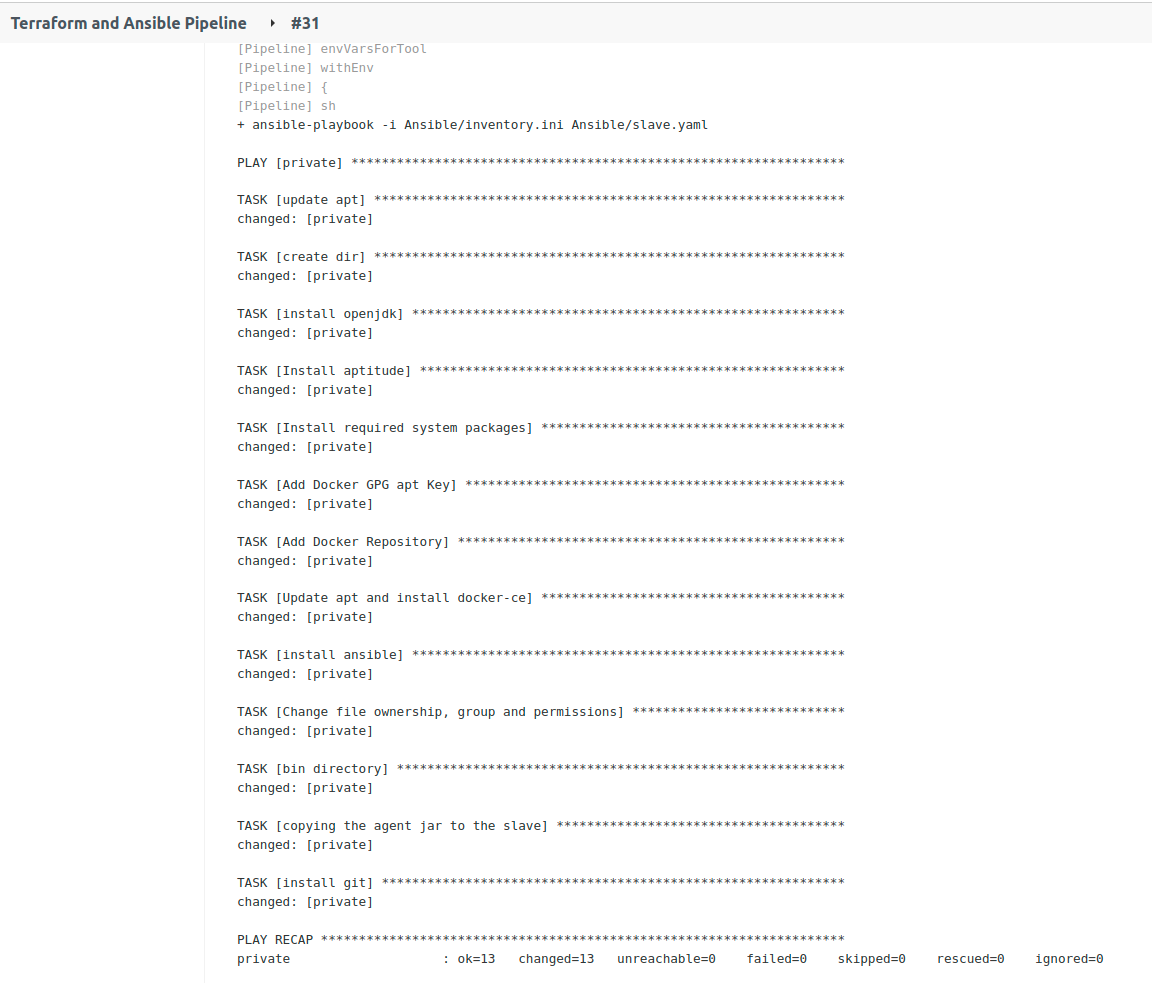 Terraform and Ansible Pipeline ▸ #31
[Pipeline] envVarsForTool
[Pipeline] withEnv
[Pipeline] {
[Pipeline] sh
+ ansible-playbook -i Ansible/inventory.ini Ansible/slave.yaml
PLAY [private] *****************************************************************
TASK [update apt] **************************************************************
changed: [private]
TASK [create dir] **************************************************************
changed: [private]
TASK [install openjdk] *********************************************************
changed: [private]
TASK [Install aptitude] ********************************************************
changed: [private]
TASK [Install required system packages] ****************************************
changed: [private]
TASK [Add Docker GPG apt Key] **************************************************
changed: [private]
TASK [Add Docker Repository] ***************************************************
changed: [private]
TASK [Update apt and install docker-ce] ****************************************
changed: [private]
TASK [install ansible] *********************************************************
changed: [private]
TASK [Change file ownership, group and permissions] ****************************
changed: [private]
TASK [bin directory] ***********************************************************
changed: [private]
TASK [copying the agent jar to the slave] **************************************
changed: [private]
TASK [install git] *************************************************************
changed: [private]
PLAY RECAP *********************************************************************
private                    : ok=13   changed=13   unreachable=0    failed=0    skipped=0    rescued=0    ignored=0